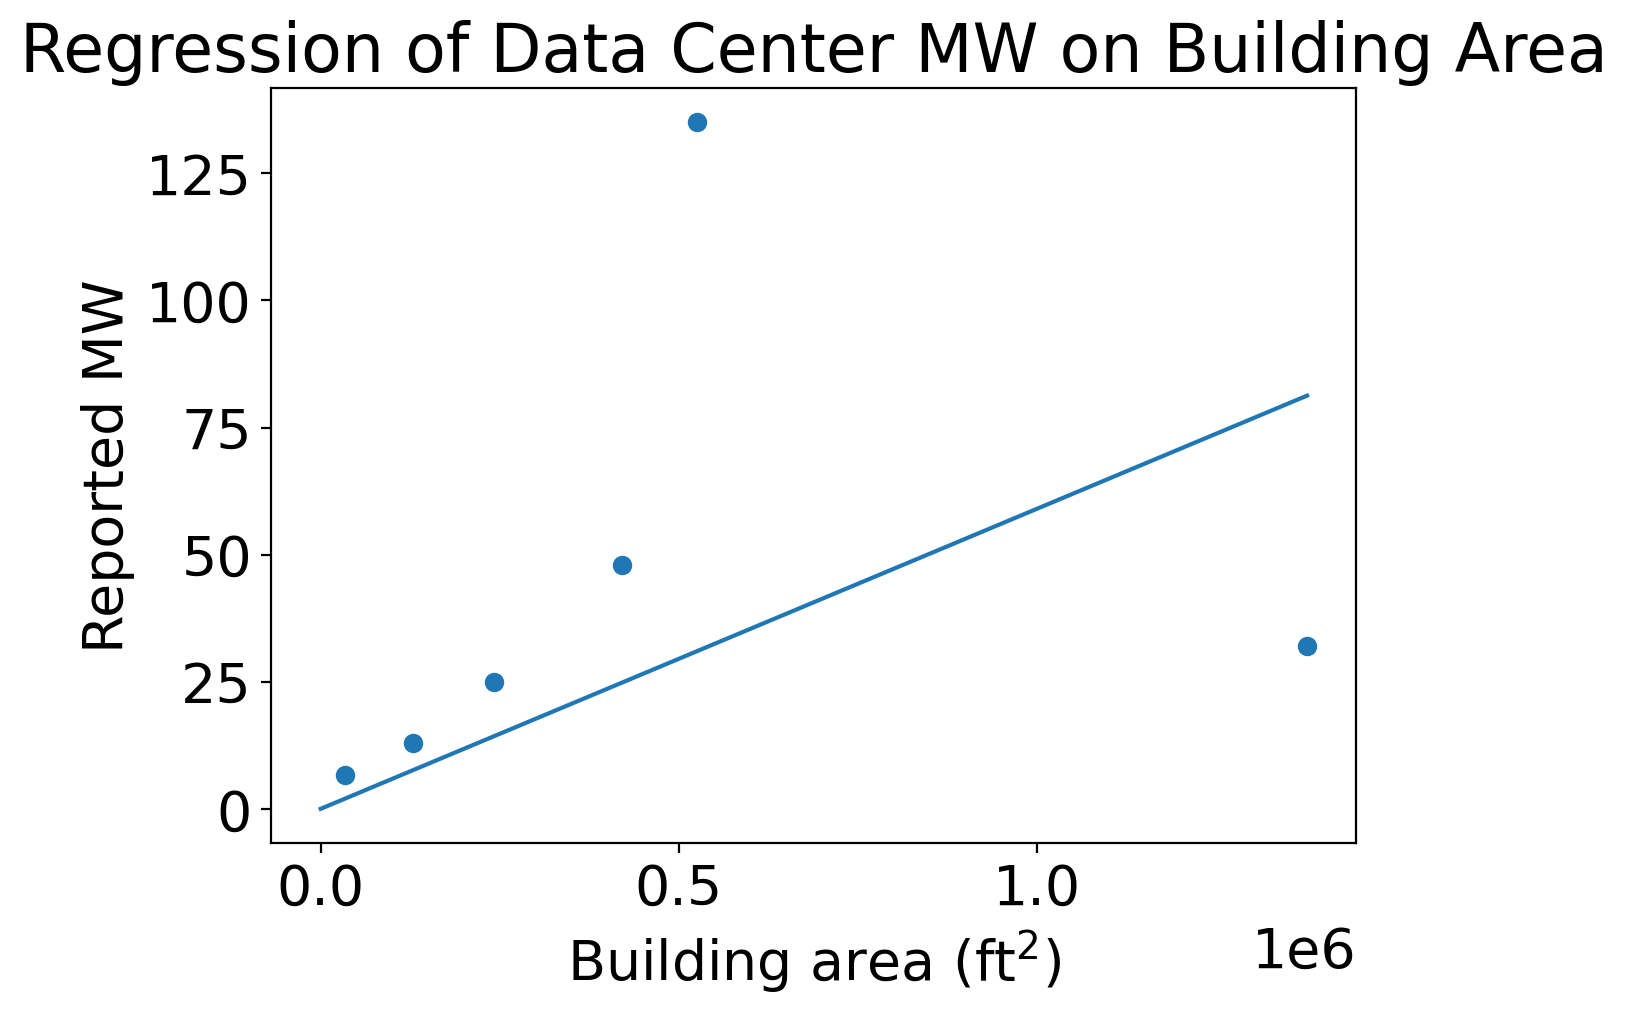 Regression of Data Center MW on Building Area
Reported MW
125
100
75
50
25
0
0.0 0.5 1.0
1e6
Building area (ft²)